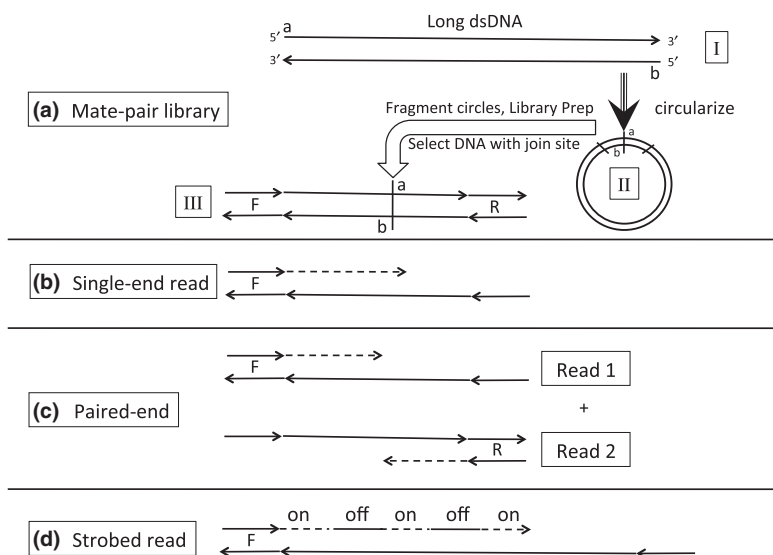 Long dsDNA
5′ a 3′
3′ 5′
b
I
(a) Mate-pair library
Fragment circles, Library Prep
Select DNA with join site
circularize
a
b
II
III
F
a
b
R
(b) Single-end read
F
(c) Paired-end
F
Read 1
+
R
Read 2
(d) Strobed read
on off on off on
F